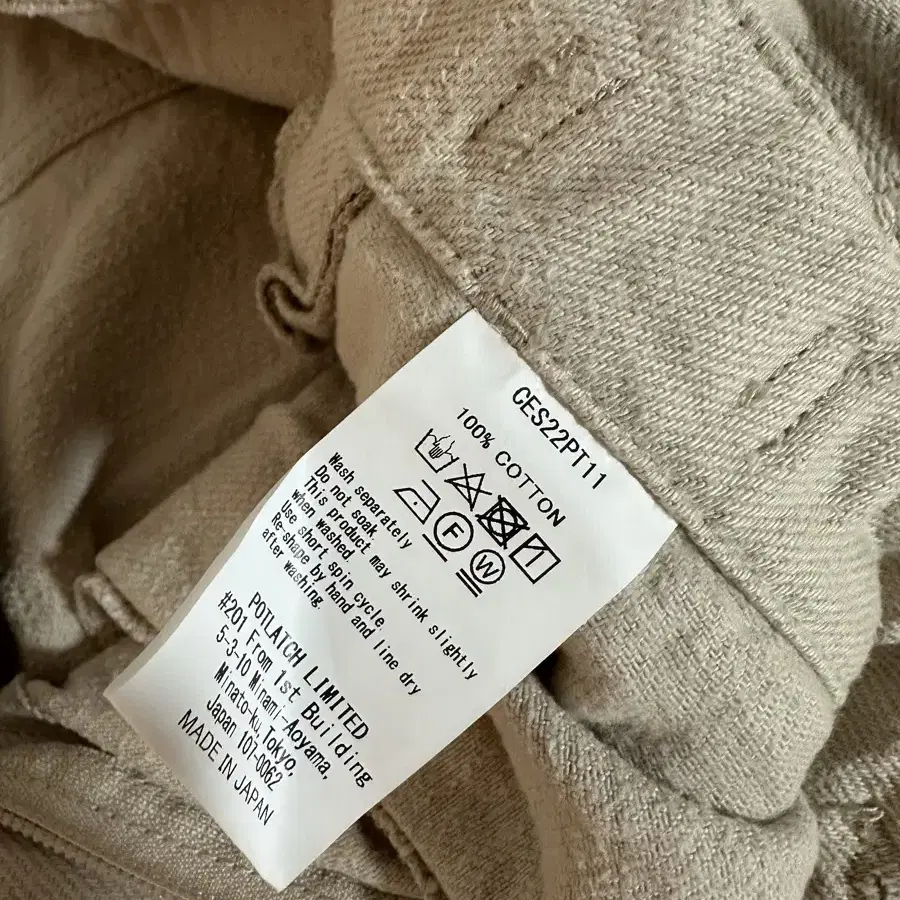 CES22PT11
100% COTTON
F
W
Wash separately
Do not soak.
This product may shrink slightly
when washed.
Use short spin cycle
Re-shape by hand and line dry
after washing.
POTLATCH LIMITED
#201 From 1st Building
5-3-10 Minami-Aoyama,
Minato-ku,Tokyo,
Japan 107-0062
MADE IN JAPAN